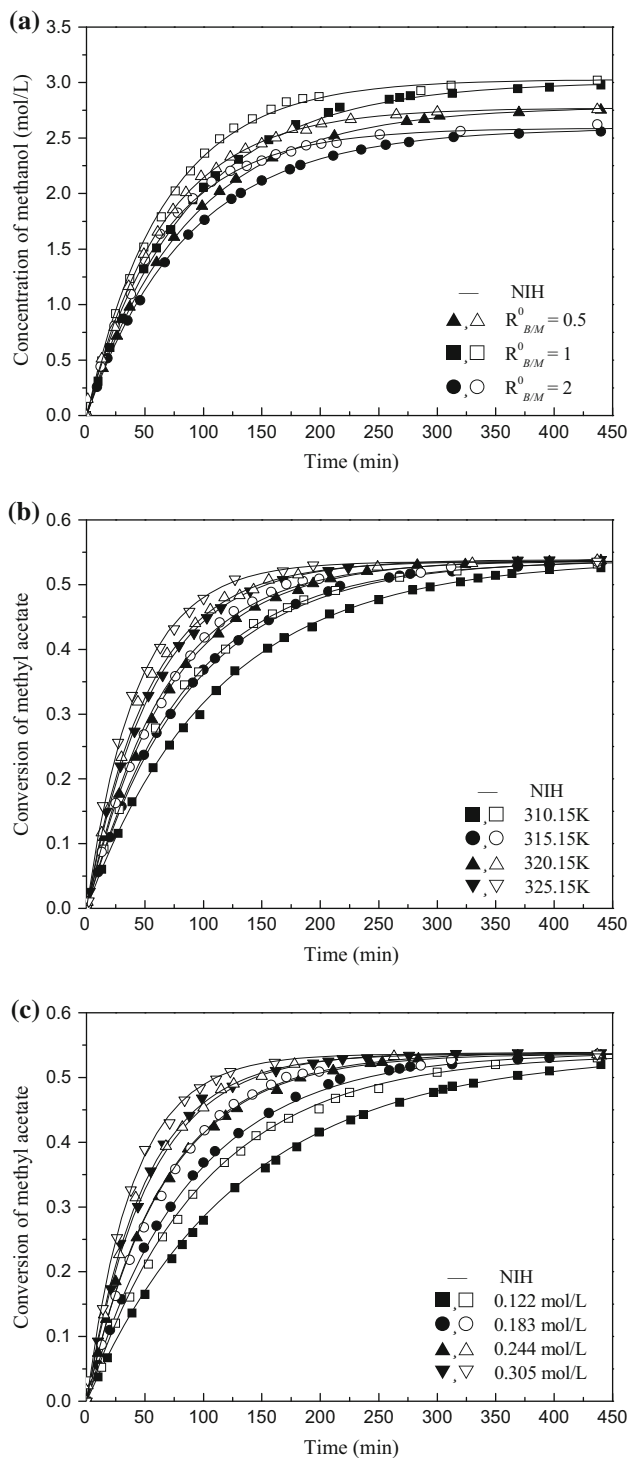 (a)
3.5
3.0
2.5
2.0
1.5
1.0
0.5
0.0
Concentration of methanol (mol/L)
— NIH
▲,△ R⁰_B/M = 0.5
■,□ R⁰_B/M = 1
●,○ R⁰_B/M = 2
0 50 100 150 200 250 300 350 400 450
Time (min)
(b)
0.6
0.5
0.4
0.3
0.2
0.1
0.0
Conversion of methyl acetate
— NIH
■,□ 310.15K
●,○ 315.15K
▲,△ 320.15K
▼,▽ 325.15K
0 50 100 150 200 250 300 350 400 450
Time (min)
(c)
0.6
0.5
0.4
0.3
0.2
0.1
0.0
Conversion of methyl acetate
— NIH
■,□ 0.122 mol/L
●,○ 0.183 mol/L
▲,△ 0.244 mol/L
▼,▽ 0.305 mol/L
0 50 100 150 200 250 300 350 400 450
Time (min)